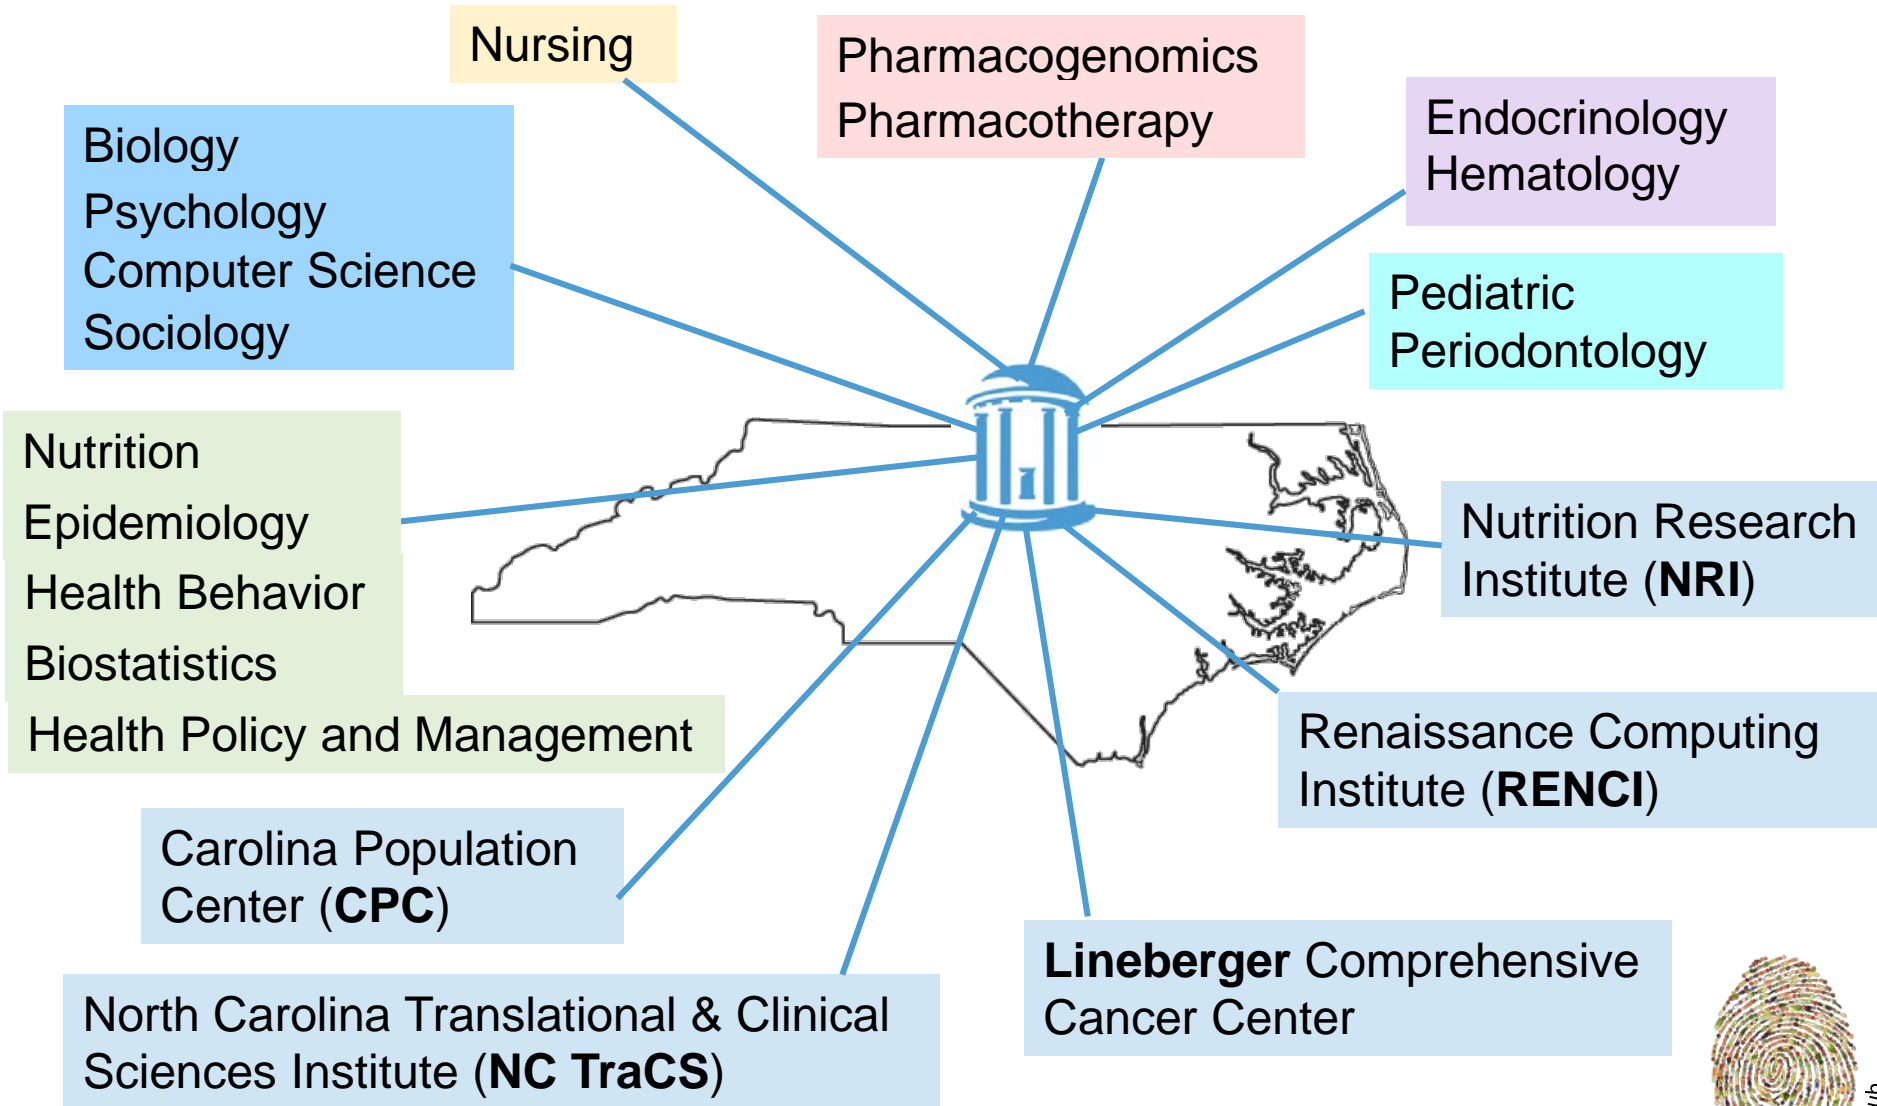 Nursing
Pharmacogenomics
Pharmacotherapy
Endocrinology
Hematology
Biology
Psychology
Computer Science
Sociology
Pediatric
Periodontology
Nutrition
Epidemiology
Health Behavior
Biostatistics
Health Policy and Management
Nutrition Research
Institute (NRI)
Renaissance Computing
Institute (RENCI)
Carolina Population
Center (CPC)
Lineberger Comprehensive
Cancer Center
North Carolina Translational & Clinical
Sciences Institute (NC TraCS)